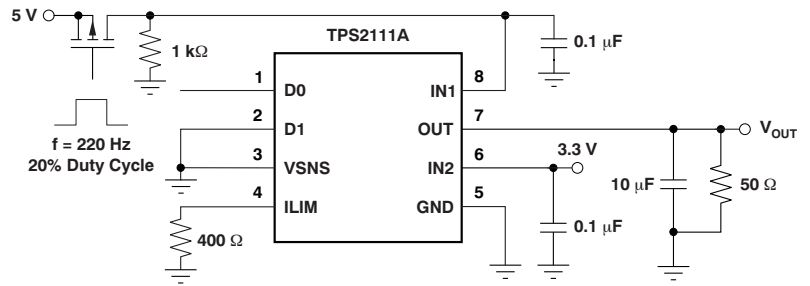 5 V
TPS2111A
0.1 µF
1 kΩ
1
D0
IN1
8
2
D1
OUT
7
VOUT
f = 220 Hz
20% Duty Cycle
3
VSNS
IN2
6
3.3 V
10 µF
50 Ω
4
ILIM
GND
5
0.1 µF
400 Ω